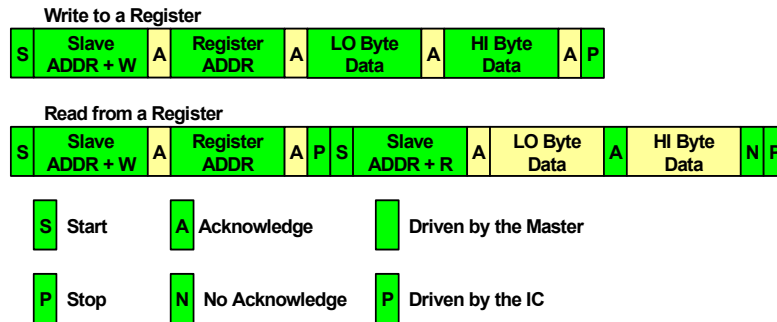 Write to a Register
S Slave ADDR + W A Register ADDR A LO Byte Data A HI Byte Data A P
Read from a Register
S Slave ADDR + W A Register ADDR A P S Slave ADDR + R A LO Byte Data A HI Byte Data N P
S Start A Acknowledge Driven by the Master
P Stop N No Acknowledge P Driven by the IC